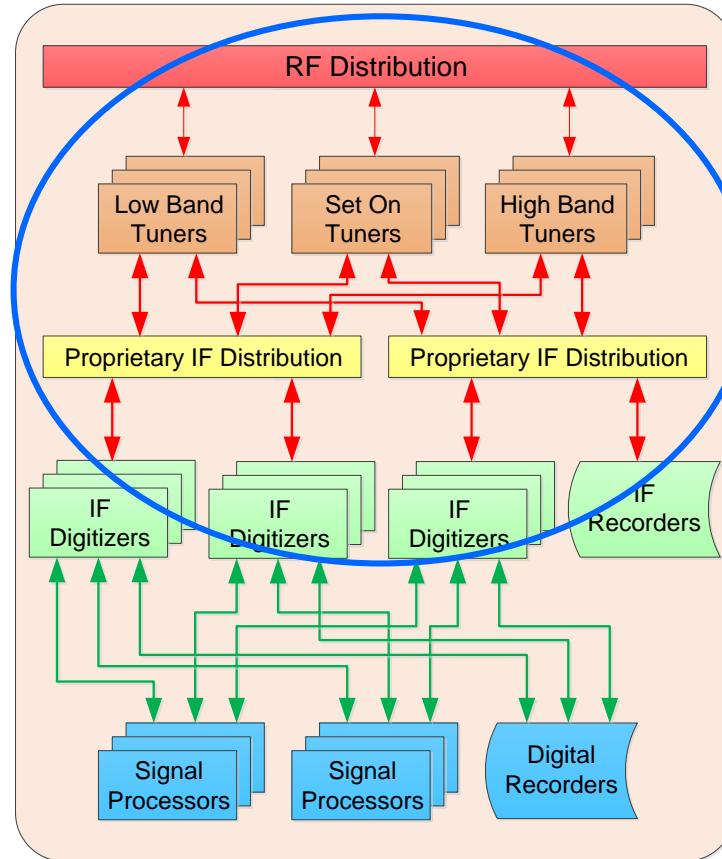 RF Distribution
Low Band
Tuners
Set On
Tuners
High Band
Tuners
Proprietary IF Distribution
Proprietary IF Distribution
IF
Digitizers
IF
Digitizers
IF
Digitizers
IF
Recorders
Signal
Processors
Signal
Processors
Digital
Recorders